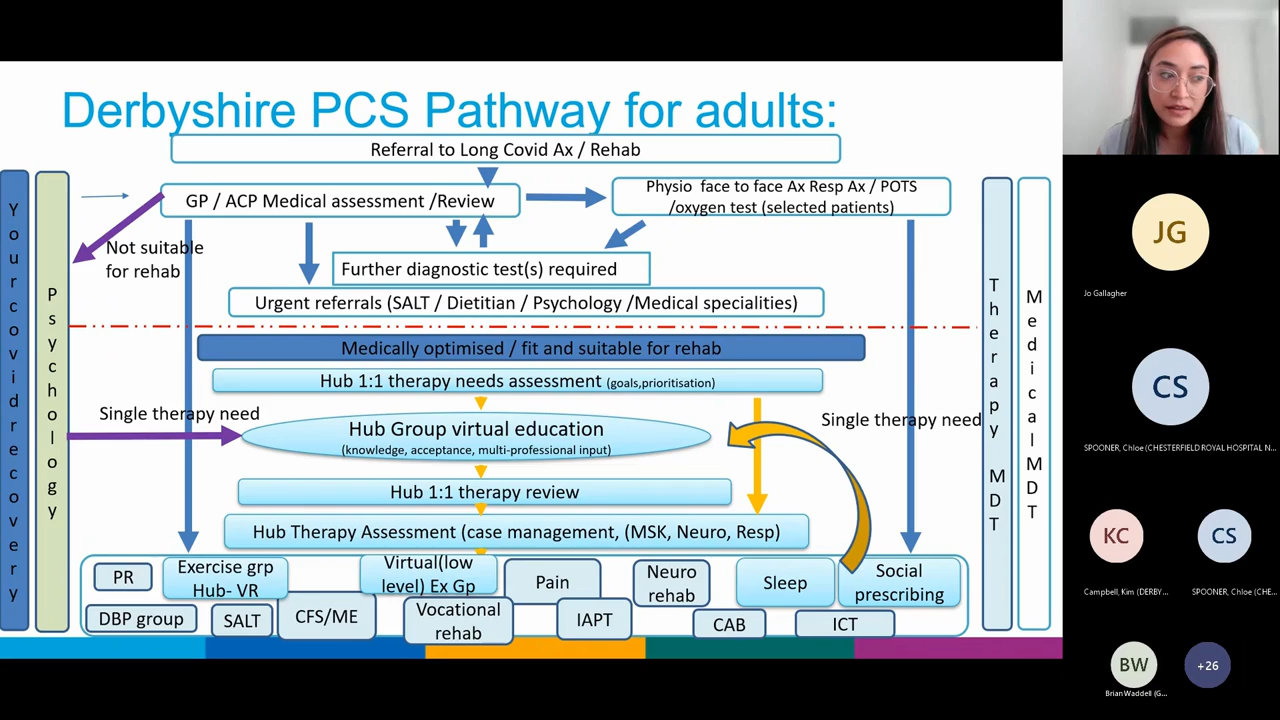 Derbyshire PCS Pathway for adults:
Referral to Long Covid Ax / Rehab
Yourcovidrecovery
Psychology
GP / ACP Medical assessment /Review
Physio face to face Ax Resp Ax / POTS
/oxygen test (selected patients)
Not suitable
for rehab
Further diagnostic test(s) required
Urgent referrals (SALT / Dietitian / Psychology /Medical specialities)
Medically optimised / fit and suitable for rehab
Hub 1:1 therapy needs assessment (goals,prioritisation)
Single therapy need
Hub Group virtual education
(knowledge, acceptance, multi-professional input)
Single therapy need
Hub 1:1 therapy review
Hub Therapy Assessment (case management, (MSK, Neuro, Resp)
PR
Exercise grp
Hub- VR
Virtual(low
level) Ex Gp
Pain
Neuro
rehab
Sleep
Social
prescribing
DBP group
SALT
CFS/ME
Vocational
rehab
IAPT
CAB
ICT
Therapy MDT
MedicalMDT
JG
Jo Gallagher
CS
SPOONER, Chloe (CHESTERFIELD ROYAL HOSPITAL N...
KC
Campbell, Kim (DERBY...
CS
SPOONER, Chloe (CHE...
BW
Brian Waddell (G...
+26